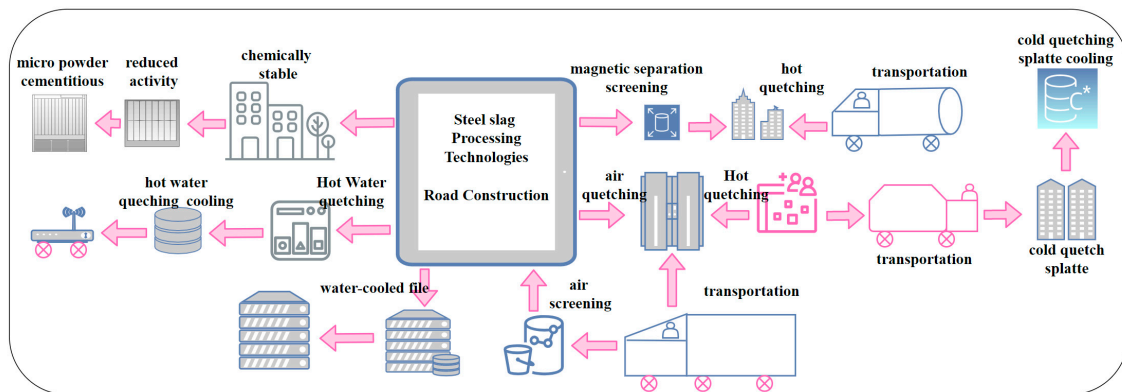 micro powder
cementitious
reduced
activity
chemically
stable
Steel slag
Processing
Technologies
Road Construction
magnetic separation
screening
hot
quetching
transportation
cold quetching
splatte cooling
hot water
queching cooling
Hot Water
quetching
air
quetching
Hot
quetching
transportation
cold quetch
splatte
water-cooled file
air
screening
transportation